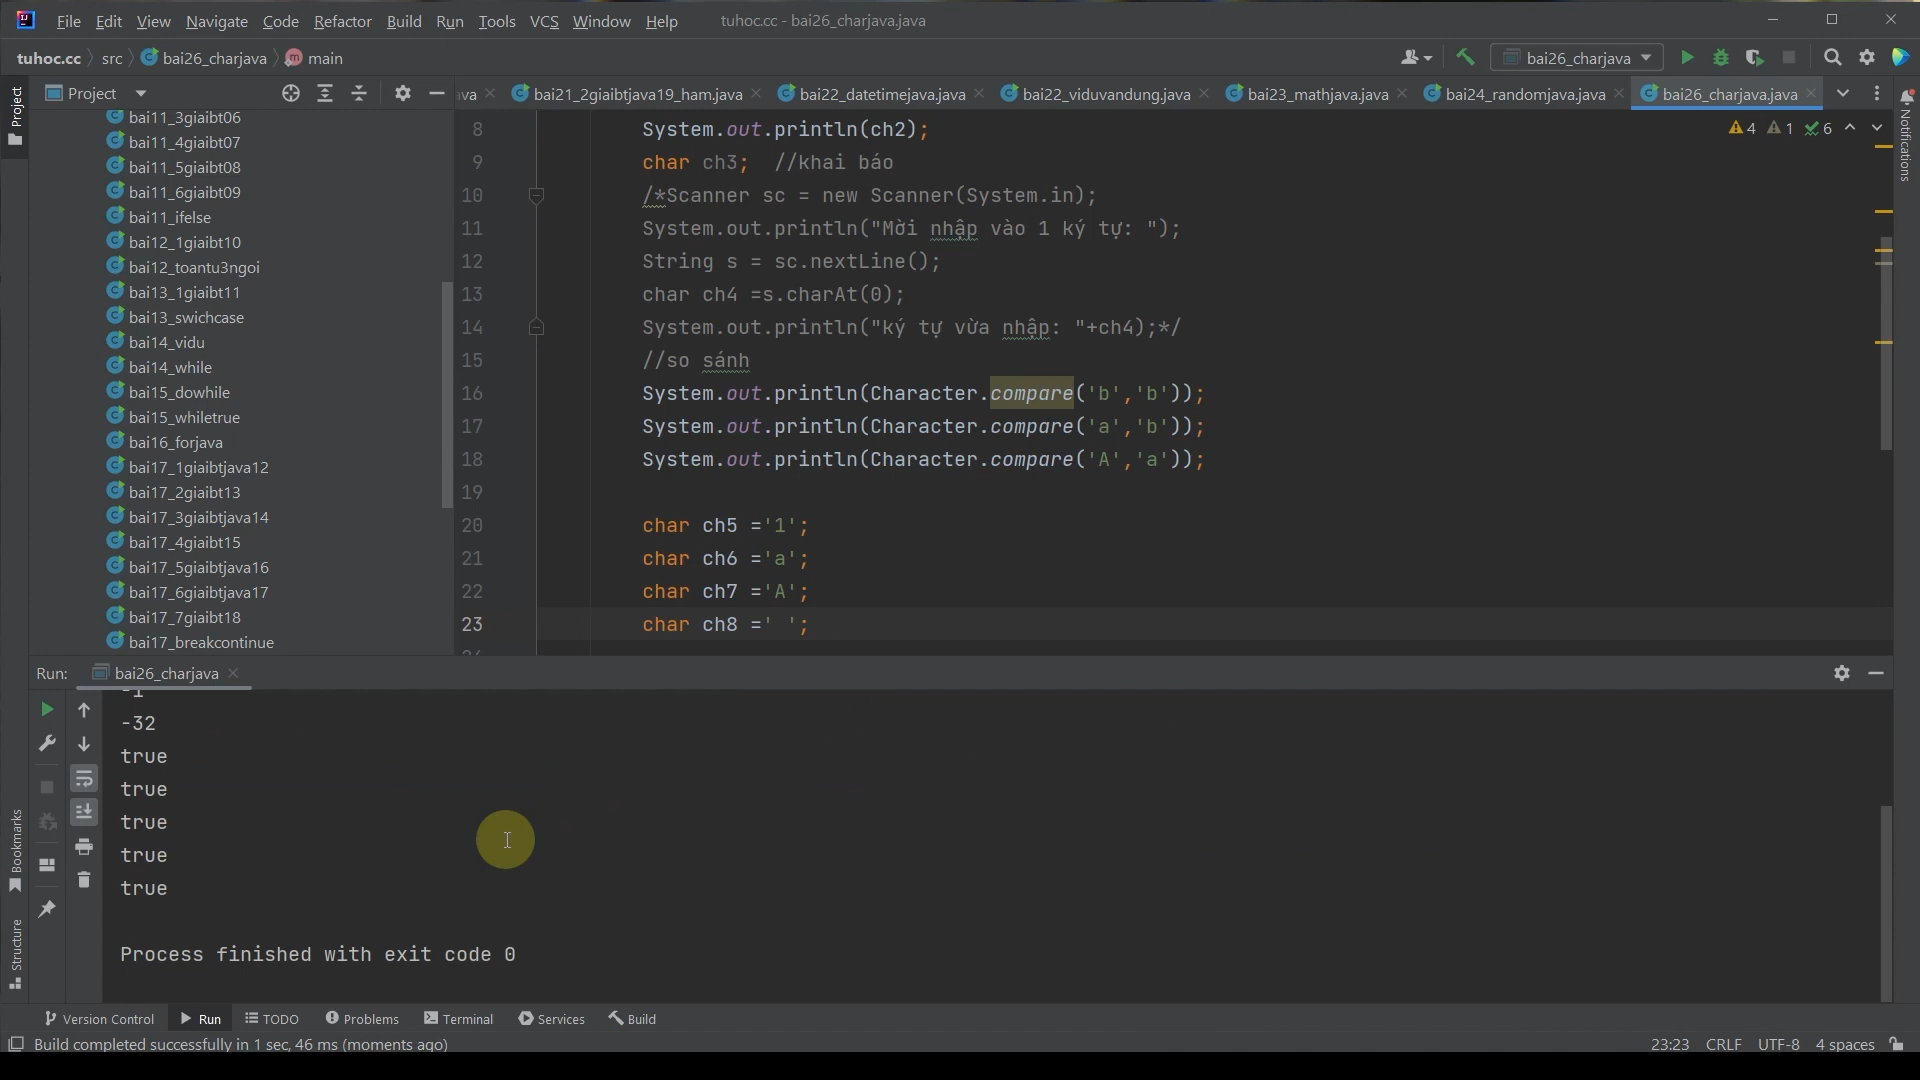 File Edit View Navigate Code Refactor Build Run Tools VCS Window Help tuhoc.cc - bai26_charjava.java
tuhoc.cc src bai26_charjava main bai26_charjava
Project
Project
va bai21_2giaibtjava19_ham.java bai22_datetimejava.java bai22_viduvandung.java bai23_mathjava.java bai24_randomjava.java bai26_charjava.java
Notifications
bai11_3giaibt06
bai11_4giaibt07
bai11_5giaibt08
bai11_6giaibt09
bai11_ifelse
bai12_1giaibt10
bai12_toantu3ngoi
bai13_1giaibt11
bai13_swichcase
bai14_vidu
bai14_while
bai15_dowhile
bai15_whiletrue
bai16_forjava
bai17_1giaibtjava12
bai17_2giaibt13
bai17_3giaibtjava14
bai17_4giaibt15
bai17_5giaibtjava16
bai17_6giaibtjava17
bai17_7giaibt18
bai17_breakcontinue
4 1 6
8 System.out.println(ch2);
9 char ch3; //khai báo
10 /*Scanner sc = new Scanner(System.in);
11 System.out.println("Mời nhập vào 1 ký tự: ");
12 String s = sc.nextLine();
13 char ch4 =s.charAt(0);
14 System.out.println("ký tự vừa nhập: "+ch4);*/
15 //so sánh
16 System.out.println(Character.compare('b','b'));
17 System.out.println(Character.compare('a','b'));
18 System.out.println(Character.compare('A','a'));
19
20 char ch5 ='1';
21 char ch6 ='a';
22 char ch7 ='A';
23 char ch8 =' ';
Run: bai26_charjava
-1
-32
true
true
true
true
true
Process finished with exit code 0
Bookmarks
Structure
Version Control Run TODO Problems Terminal Services Build
Build completed successfully in 1 sec, 46 ms (moments ago) 23:23 CRLF UTF-8 4 spaces